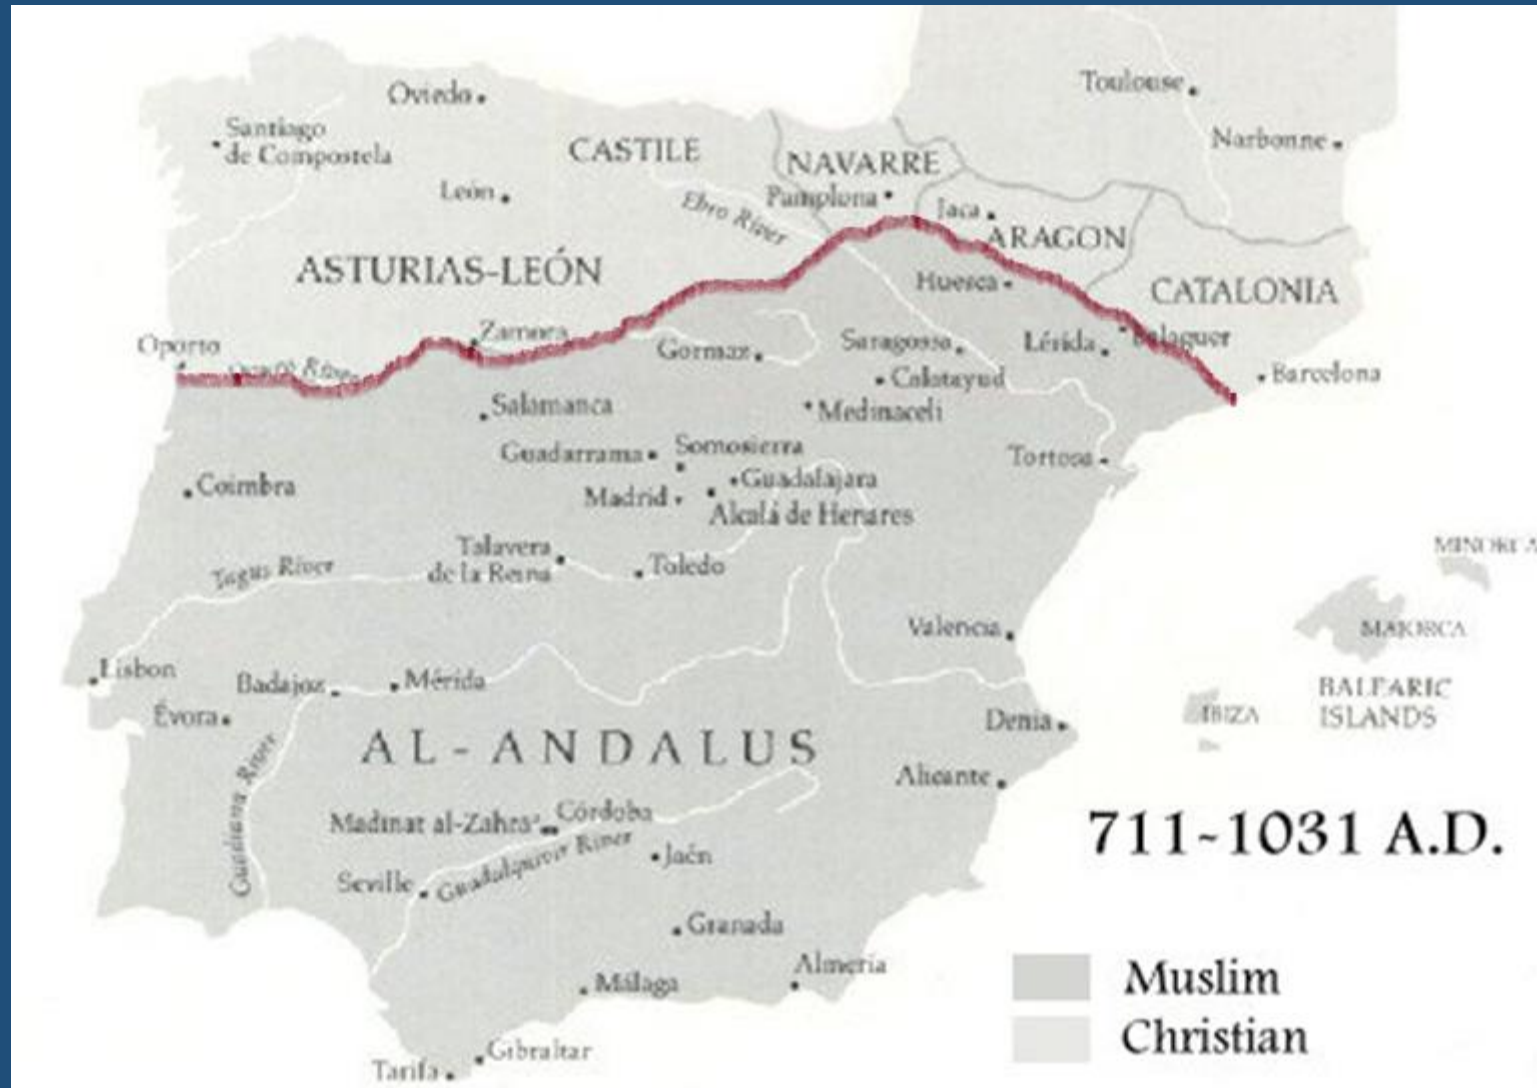 Oviedo
Toulouse
Santiago
de Compostela
Narbonne
CASTILE
NAVARRE
León
Pamplona
Ebro River
Jaca
ARAGON
ASTURIAS-LEÓN
Huesca
CATALONIA
Oporto
Zamora
River
Gormaz
Saragossa
Lérida
Balaguer
Calatayud
Barcelona
Salamanca
Medinaceli
Guadarrama
Somosierra
Tortosa
Coimbra
Madrid
Guadalajara
Alcalá de Henares
Talavera
de la Reina
Toledo
Tagus River
MINORCA
Valencia
MAJORCA
Lisbon
Badajoz
Mérida
BALEARIC
ISLANDS
IBIZA
Évora
Denia
AL-ANDALUS
Alicante
Guadiana River
Madinat al-Zahra'
Córdoba
711~1031 A.D.
Jaén
Seville
Guadalquivir River
Granada
Almería
Muslim
Málaga
Christian
Gibraltar
Tarifa